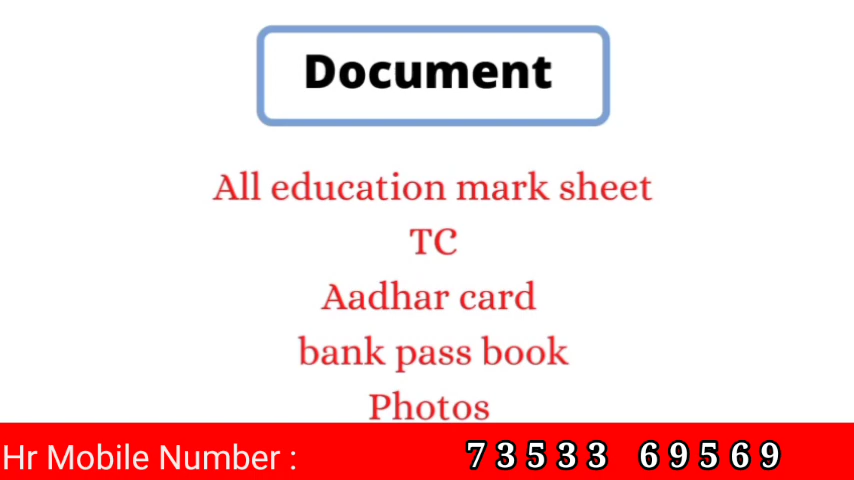 Document
All education mark sheet
TC
Aadhar card
bank pass book
Photos
Hr Mobile Number : 73533 69569